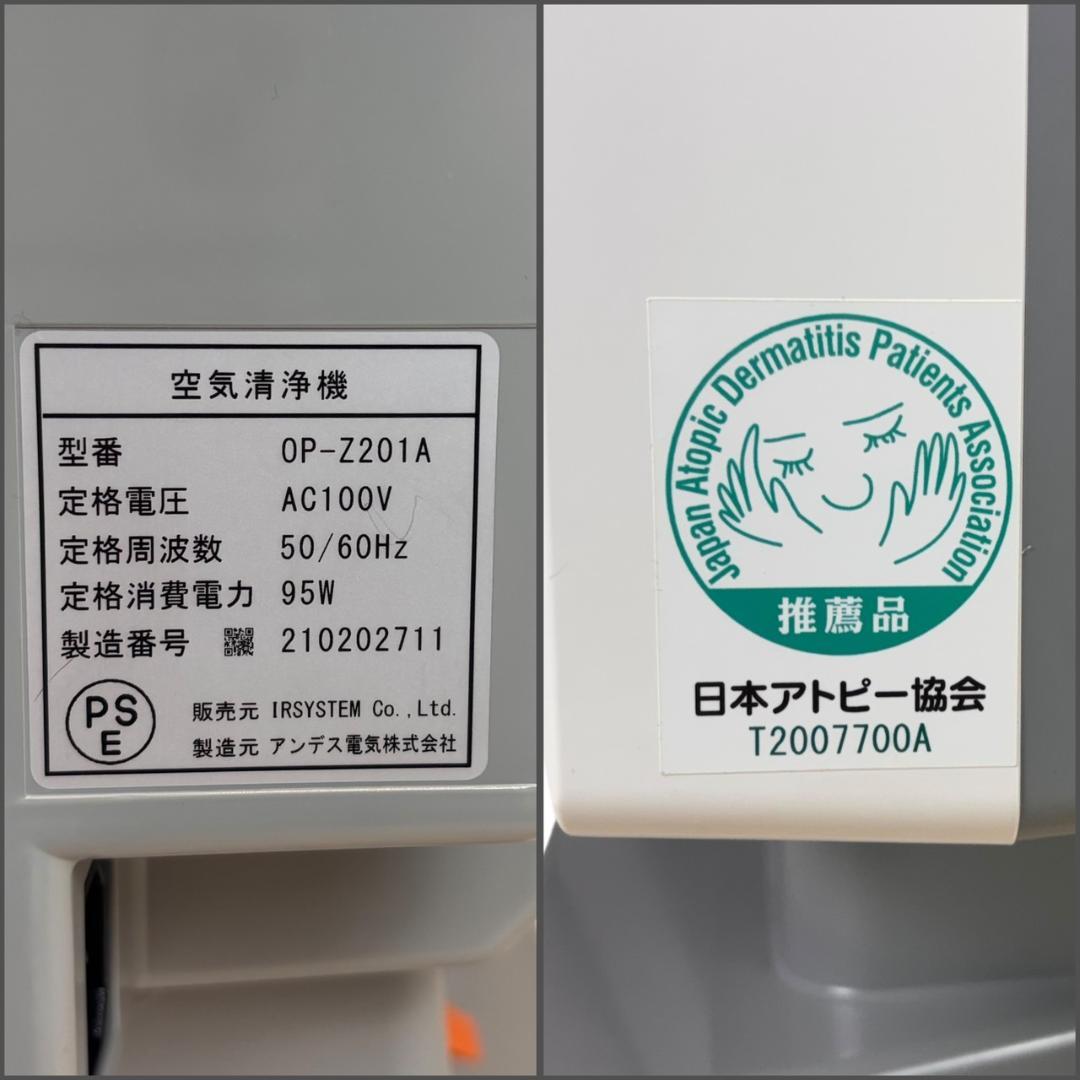 空気清浄機
型番 OP-Z201A
定格電圧 AC100V
定格周波数 50/60Hz
定格消費電力 95W
製造番号 210202711
PS
E
販売元 IRSYSTEM Co.,Ltd.
製造元 アンデス電気株式会社
Japan Atopic Dermatitis Patients Association
推薦品
日本アトピー協会
T2007700A